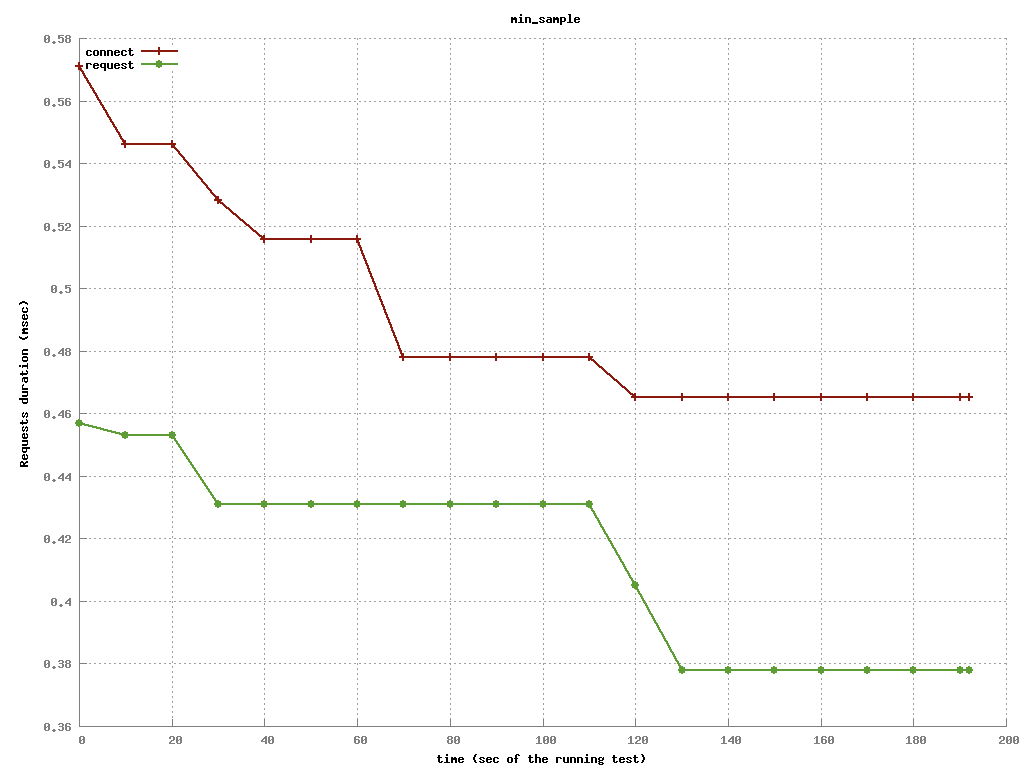 min_sample
connect
request
0.58
0.56
0.54
0.52
0.5
0.48
0.46
0.44
0.42
0.4
0.38
0.36
Requests duration (msec)
0 20 40 60 80 100 120 140 160 180 200
time (sec of the running test)